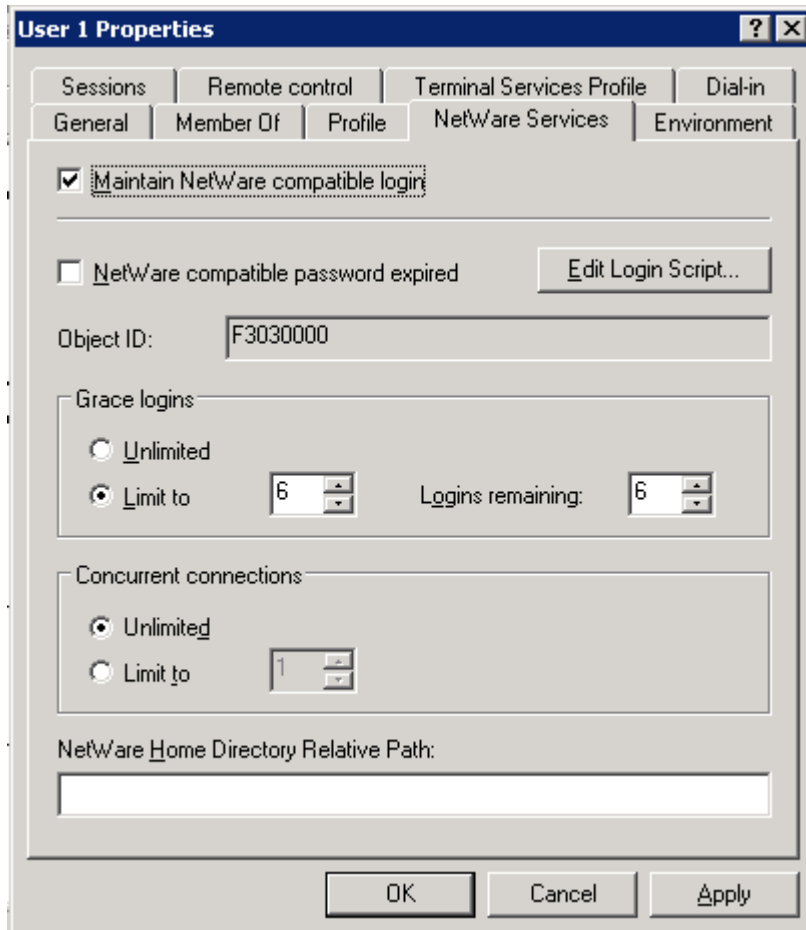 User 1 Properties
Sessions Remote control Terminal Services Profile Dial-in
General Member Of Profile NetWare Services Environment
Maintain NetWare compatible login
NetWare compatible password expired Edit Login Script...
Object ID: F3030000
Grace logins
Unlimited
Limit to 6 Logins remaining: 6
Concurrent connections
Unlimited
Limit to 1
NetWare Home Directory Relative Path:
OK Cancel Apply